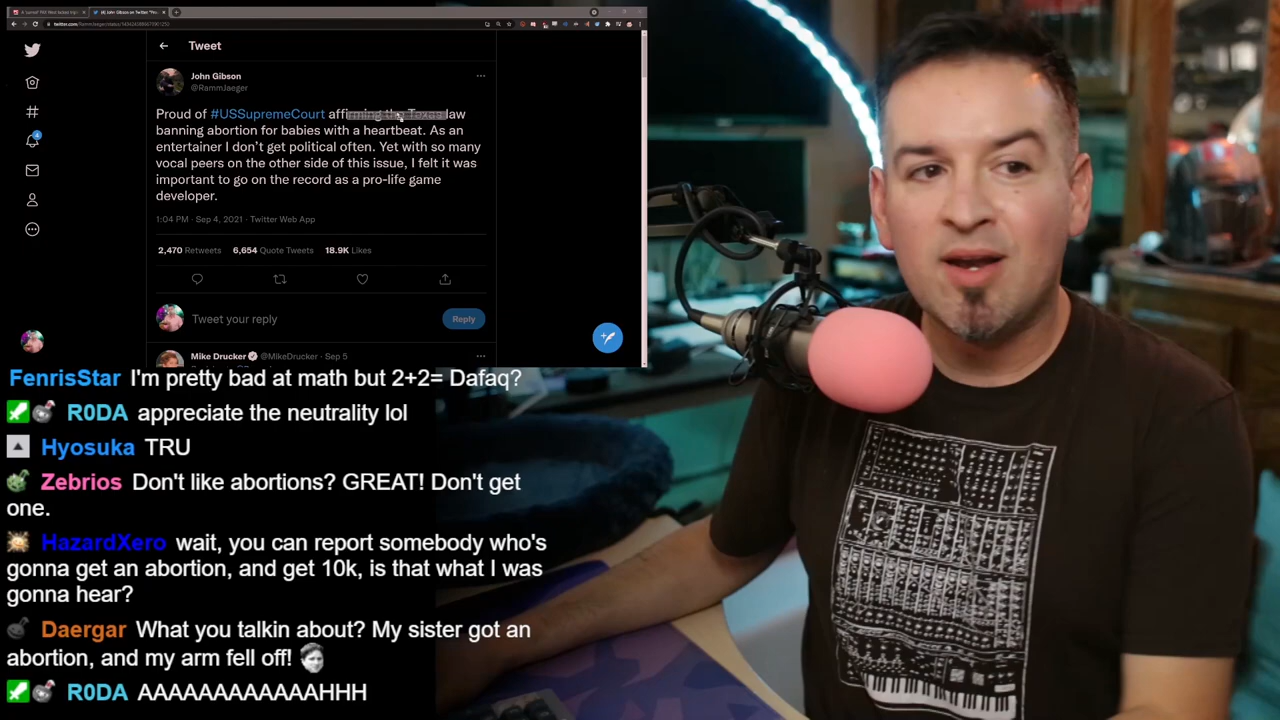 Tweet
John Gibson
@RammJaeger
Proud of #USSupremeCourt affirming the Texas law
banning abortion for babies with a heartbeat. As an
entertainer I don't get political often. Yet with so many
vocal peers on the other side of this issue, I felt it was
important to go on the record as a pro-life game
developer.
1:04 PM · Sep 4, 2021 · Twitter Web App
2,470 Retweets 6,654 Quote Tweets 18.9K Likes
Tweet your reply
Reply
Mike Drucker @MikeDrucker · Sep 5
FenrisStar I'm pretty bad at math but 2+2= Dafaq?
R0DA appreciate the neutrality lol
Hyosuka TRU
Zebrios Don't like abortions? GREAT! Don't get
one.
HazardXero wait, you can report somebody who's
gonna get an abortion, and get 10k, is that what I was
gonna hear?
Daergar What you talkin about? My sister got an
abortion, and my arm fell off!
R0DA AAAAAAAAAAAAHHH